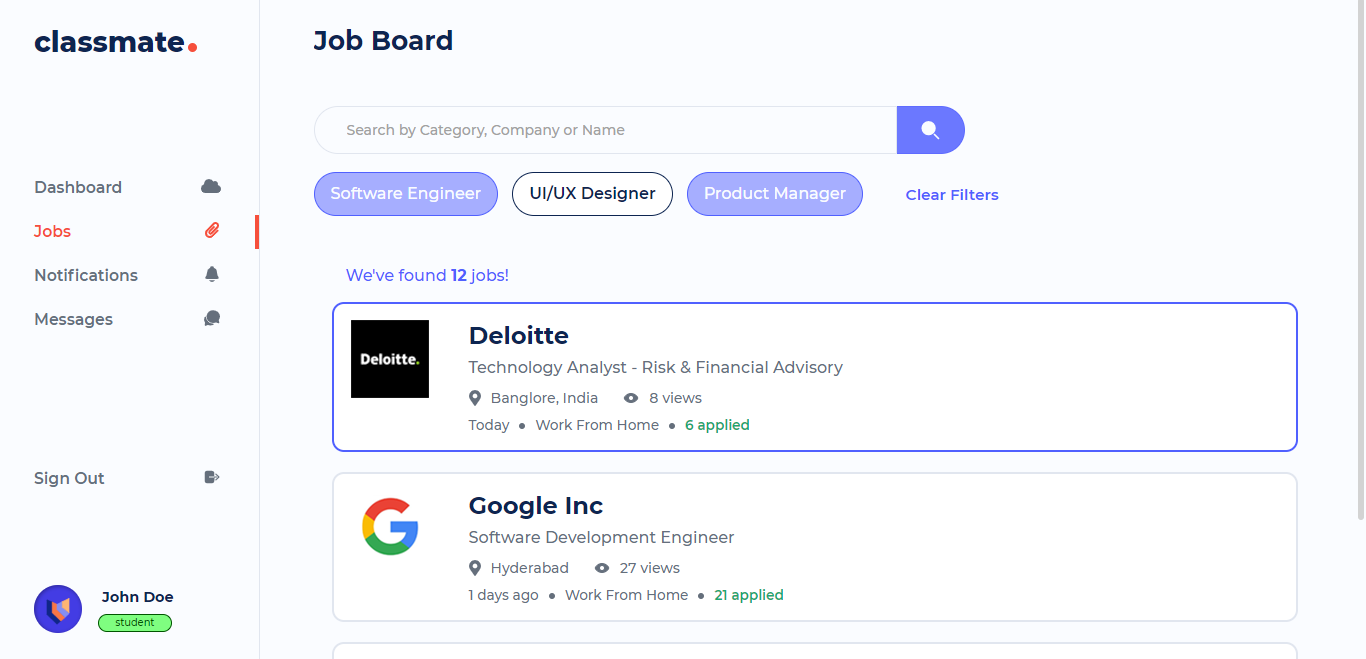 classmate.
Dashboard
Jobs
Notifications
Messages
Sign Out
John Doe
student
Job Board
Search by Category, Company or Name
Software Engineer
UI/UX Designer
Product Manager
Clear Filters
We've found 12 jobs!
Deloitte.
Deloitte
Technology Analyst - Risk & Financial Advisory
Banglore, India 8 views
Today • Work From Home • 6 applied
G
Google Inc
Software Development Engineer
Hyderabad 27 views
1 days ago • Work From Home • 21 applied